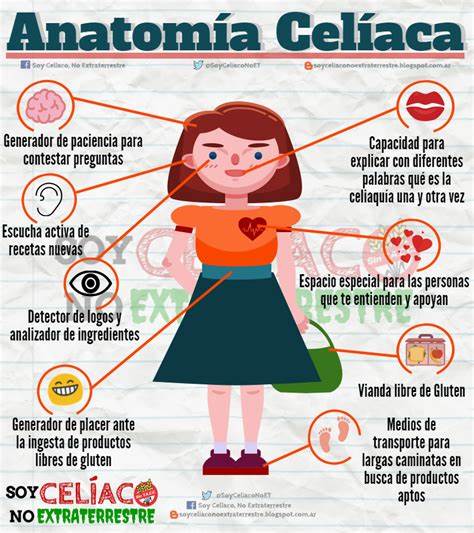 Anatomía Celíaca
Soy Celíaco, No Extraterrestre
@SoyCeliacoNoET
soyceliaconoextraterrestre.blogspot.com.ar
Generador de paciencia para
contestar preguntas
Capacidad para
explicar con diferentes
palabras qué es la
celiaquía una y otra vez
Escucha activa de
recetas nuevas
SOY CELÍACO
NO EXTRATERRESTRE
Espacio especial para las personas
que te entienden y apoyan
Detector de logos y
analizador de ingredientes
Vianda libre de Gluten
Generador de placer ante
la ingesta de productos
libres de gluten
Medios de
transporte para
largas caminatas en
busca de productos
aptos
SOY CELÍACO
NO EXTRATERRESTRE
@SoyCeliacoNoET
Soy Celíaco, No Extraterrestre
soyceliaconoextraterrestre.blogspot.com.ar